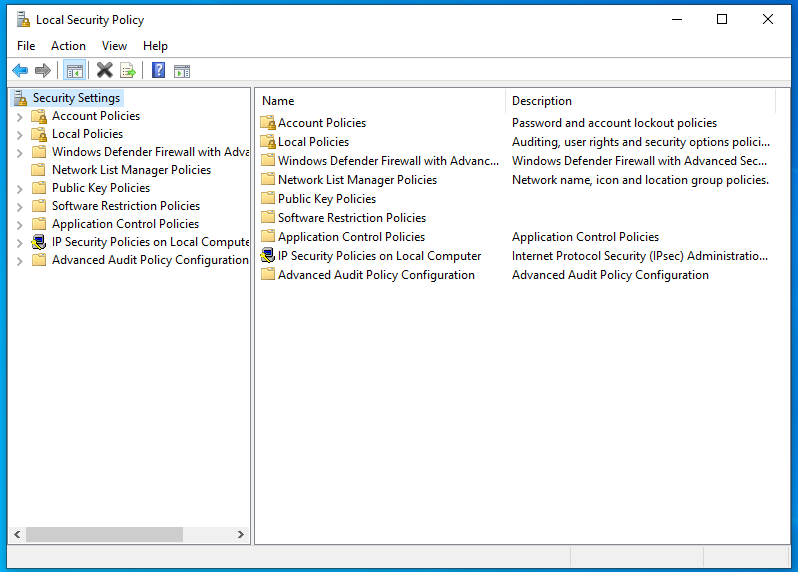 Local Security Policy
File Action View Help
Security Settings
Account Policies
Local Policies
Windows Defender Firewall with Adva
Network List Manager Policies
Public Key Policies
Software Restriction Policies
Application Control Policies
IP Security Policies on Local Compute
Advanced Audit Policy Configuration
Name Description
Account Policies Password and account lockout policies
Local Policies Auditing, user rights and security options polici...
Windows Defender Firewall with Advanc... Windows Defender Firewall with Advanced Sec...
Network List Manager Policies Network name, icon and location group policies.
Public Key Policies
Software Restriction Policies
Application Control Policies Application Control Policies
IP Security Policies on Local Computer Internet Protocol Security (IPsec) Administratio...
Advanced Audit Policy Configuration Advanced Audit Policy Configuration